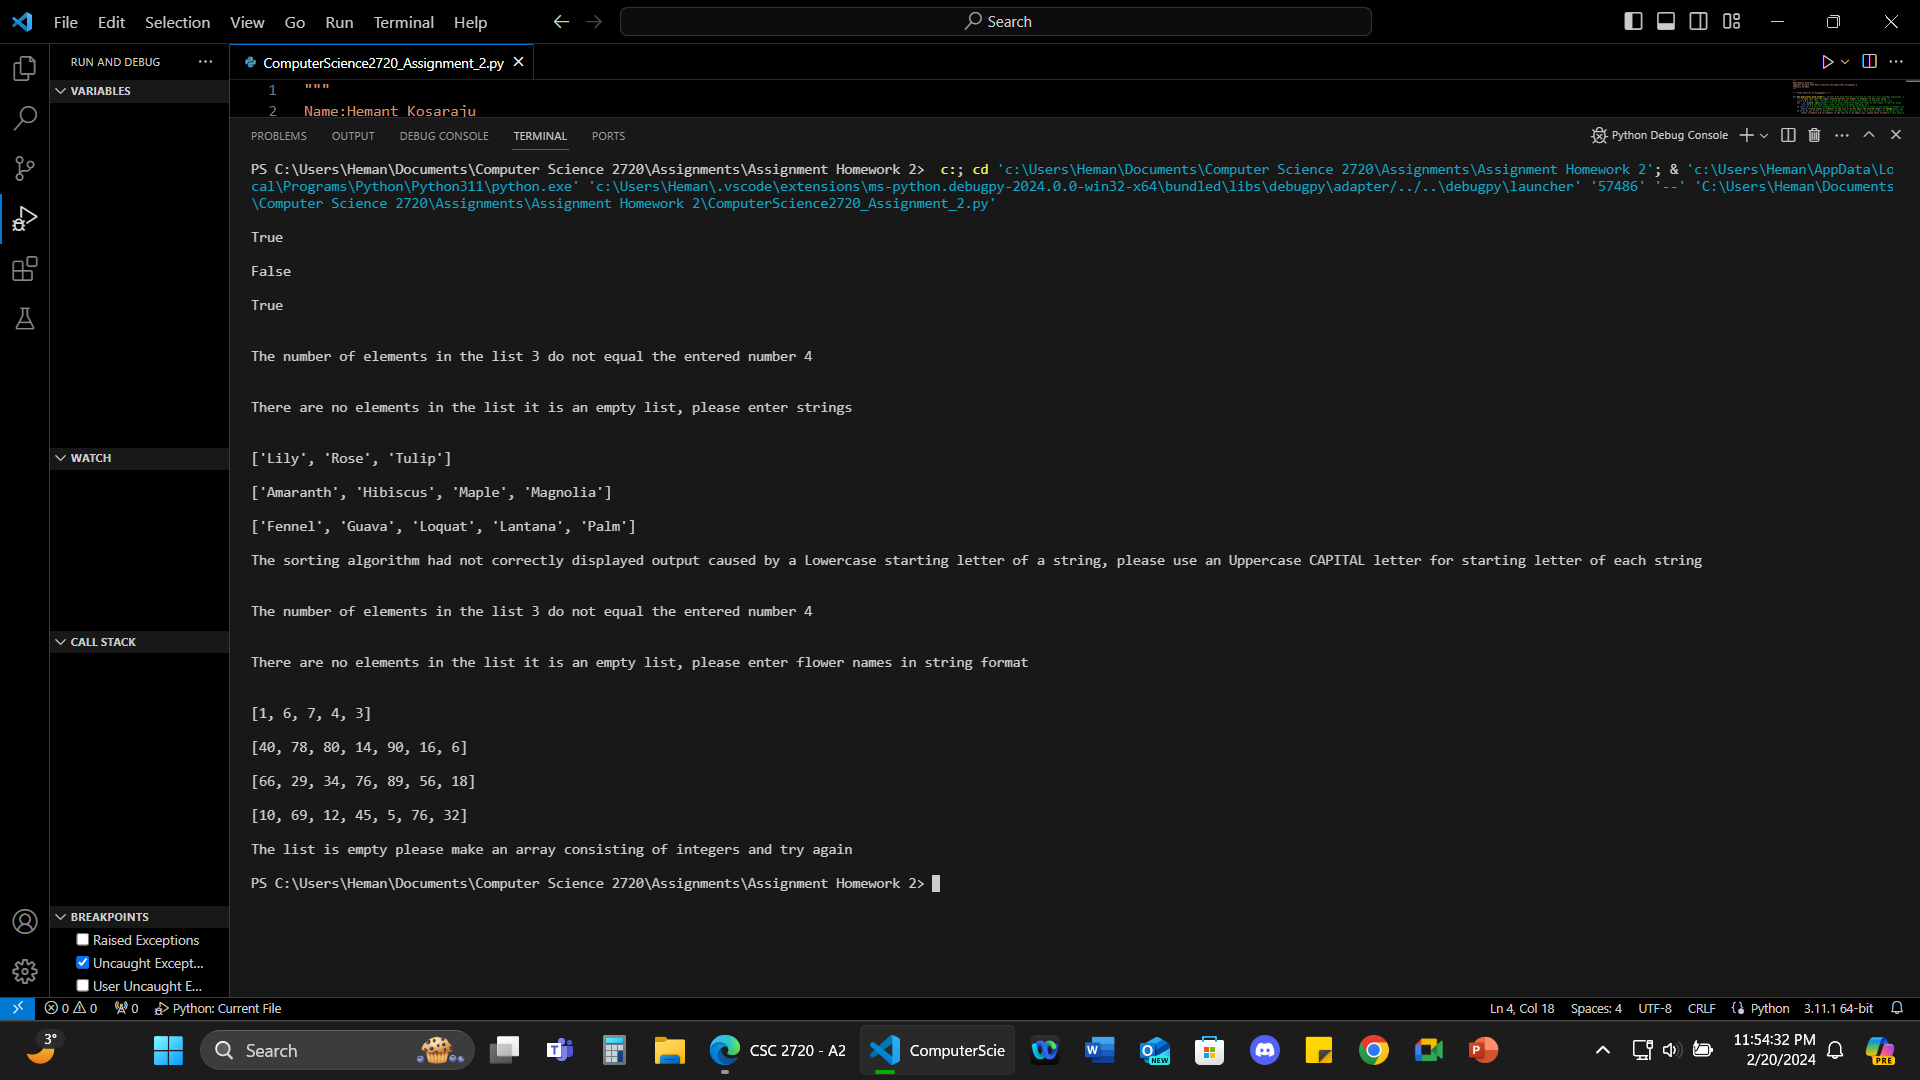 File Edit Selection View Go Run Terminal Help
Search
RUN AND DEBUG
ComputerScience2720_Assignment_2.py
VARIABLES
1 """
2 Name:Hemant Kosaraju
PROBLEMS OUTPUT DEBUG CONSOLE TERMINAL PORTS
Python Debug Console
PS C:\Users\Heman\Documents\Computer Science 2720\Assignments\Assignment Homework 2> c:; cd 'c:\Users\Heman\Documents\Computer Science 2720\Assignments\Assignment Homework 2'; & 'c:\Users\Heman\AppData\Lo
cal\Programs\Python\Python311\python.exe' 'c:\Users\Heman\.vscode\extensions\ms-python.debugpy-2024.0.0-win32-x64\bundled\libs\debugpy\adapter/../..\debugpy\launcher' '57486' '--' 'C:\Users\Heman\Documents
\Computer Science 2720\Assignments\Assignment Homework 2\ComputerScience2720_Assignment_2.py'
True
False
True
The number of elements in the list 3 do not equal the entered number 4
There are no elements in the list it is an empty list, please enter strings
['Lily', 'Rose', 'Tulip']
['Amaranth', 'Hibiscus', 'Maple', 'Magnolia']
['Fennel', 'Guava', 'Loquat', 'Lantana', 'Palm']
The sorting algorithm had not correctly displayed output caused by a Lowercase starting letter of a string, please use an Uppercase CAPITAL letter for starting letter of each string
The number of elements in the list 3 do not equal the entered number 4
There are no elements in the list it is an empty list, please enter flower names in string format
[1, 6, 7, 4, 3]
[40, 78, 80, 14, 90, 16, 6]
[66, 29, 34, 76, 89, 56, 18]
[10, 69, 12, 45, 5, 76, 32]
The list is empty please make an array consisting of integers and try again
PS C:\Users\Heman\Documents\Computer Science 2720\Assignments\Assignment Homework 2>
WATCH
CALL STACK
BREAKPOINTS
Raised Exceptions
Uncaught Except...
User Uncaught E...
0 0 0 Python: Current File
Ln 4, Col 18 Spaces: 4 UTF-8 CRLF Python 3.11.1 64-bit
3°
Search
CSC 2720 - A2
ComputerScie
NEW
11:54:32 PM
2/20/2024
PRE